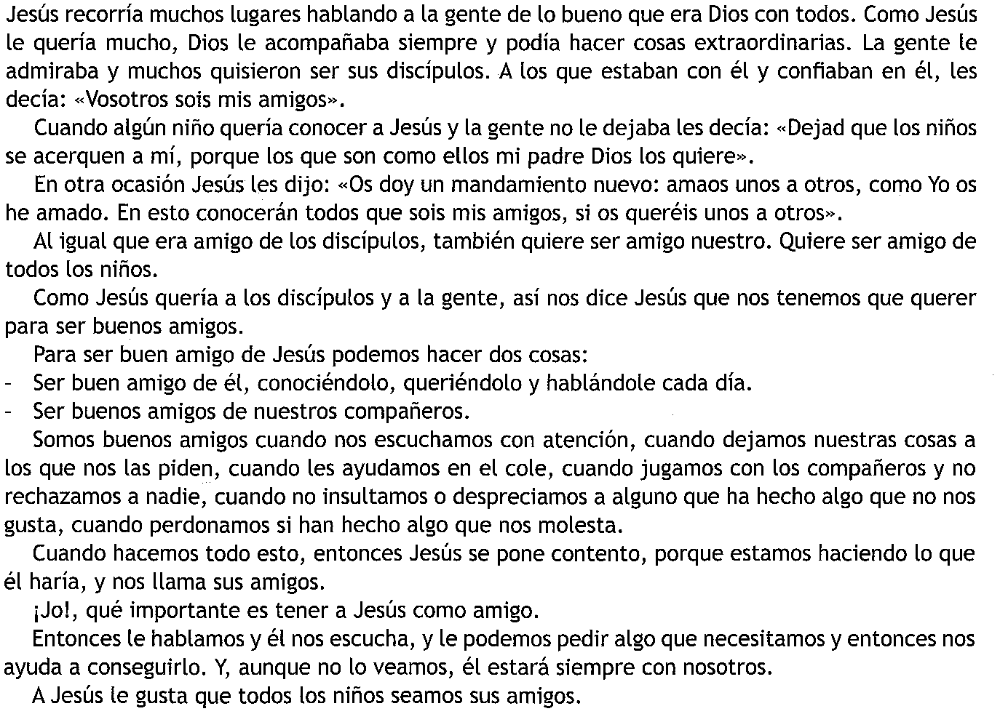 Jesús recorría muchos lugares hablando a la gente de lo bueno que era Dios con todos. Como Jesús
le quería mucho, Dios le acompañaba siempre y podía hacer cosas extraordinarias. La gente le
admiraba y muchos quisieron ser sus discípulos. A los que estaban con él y confiaban en él, les
decía: «Vosotros sois mis amigos».
Cuando algún niño quería conocer a Jesús y la gente no le dejaba les decía: «Dejad que los niños
se acerquen a mí, porque los que son como ellos mi padre Dios los quiere».
En otra ocasión Jesús les dijo: «Os doy un mandamiento nuevo: amaos unos a otros, como Yo os
he amado. En esto conocerán todos que sois mis amigos, si os queréis unos a otros».
Al igual que era amigo de los discípulos, también quiere ser amigo nuestro. Quiere ser amigo de
todos los niños.
Como Jesús quería a los discípulos y a la gente, así nos dice Jesús que nos tenemos que querer
para ser buenos amigos.
Para ser buen amigo de Jesús podemos hacer dos cosas:
- Ser buen amigo de él, conociéndolo, queriéndolo y hablándole cada día.
- Ser buenos amigos de nuestros compañeros.
Somos buenos amigos cuando nos escuchamos con atención, cuando dejamos nuestras cosas a
los que nos las piden, cuando les ayudamos en el cole, cuando jugamos con los compañeros y no
rechazamos a nadie, cuando no insultamos o despreciamos a alguno que ha hecho algo que no nos
gusta, cuando perdonamos si han hecho algo que nos molesta.
Cuando hacemos todo esto, entonces Jesús se pone contento, porque estamos haciendo lo que
él haría, y nos llama sus amigos.
¡Jo!, qué importante es tener a Jesús como amigo.
Entonces le hablamos y él nos escucha, y le podemos pedir algo que necesitamos y entonces nos
ayuda a conseguirlo. Y, aunque no lo veamos, él estará siempre con nosotros.
A Jesús le gusta que todos los niños seamos sus amigos.